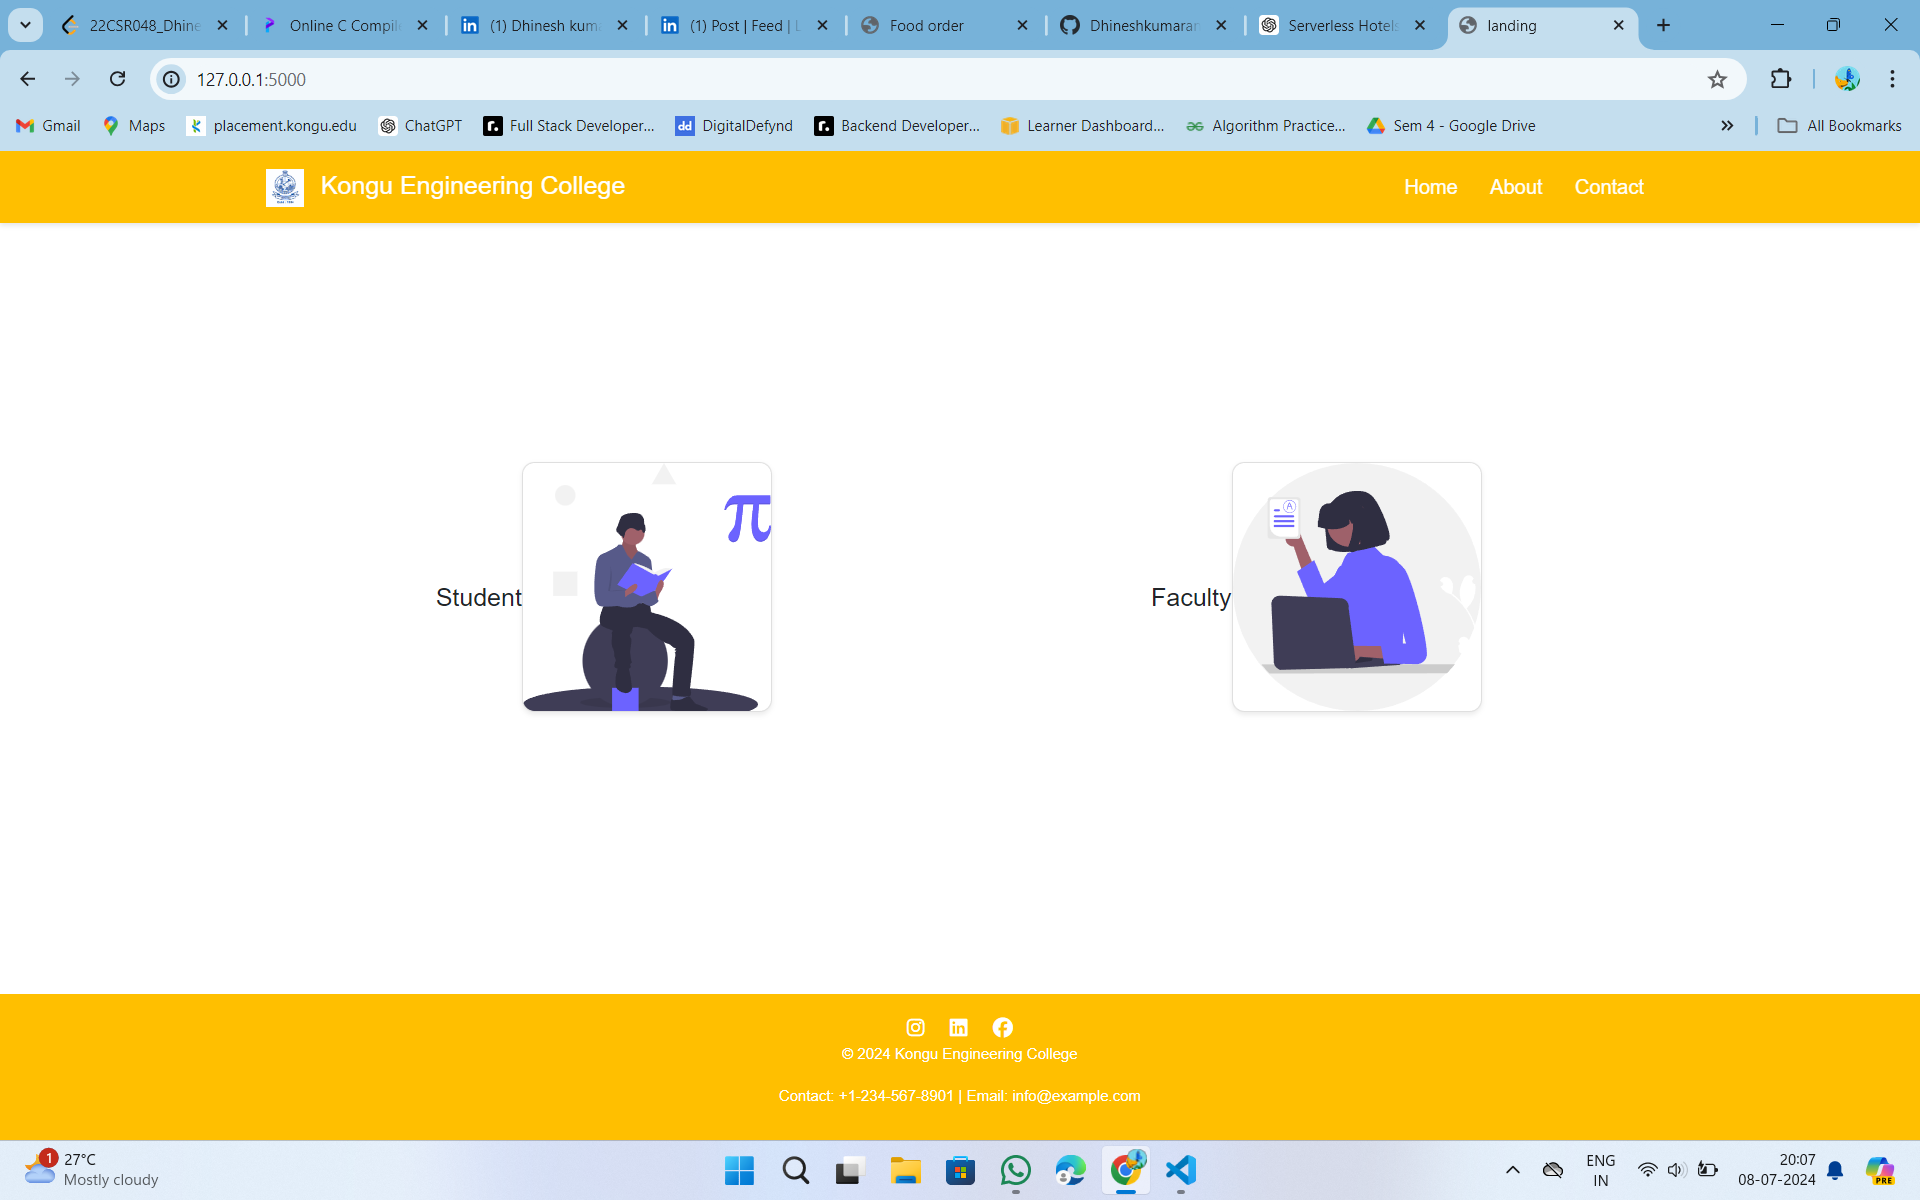 22CSR048_Dhine
Online C Compil
(1) Dhinesh kum
(1) Post | Feed | L
Food order
Dhineshkumaran
Serverless Hotels
landing
127.0.0.1:5000
Gmail
Maps
placement.kongu.edu
ChatGPT
Full Stack Developer...
DigitalDefynd
Backend Developer...
Learner Dashboard...
Algorithm Practice...
Sem 4 - Google Drive
All Bookmarks
Kongu Engineering College
Home
About
Contact
Student
π
Faculty
A
© 2024 Kongu Engineering College
Contact: +1-234-567-8901 | Email: info@example.com
1
27°C
Mostly cloudy
ENG
IN
20:07
08-07-2024
PRE